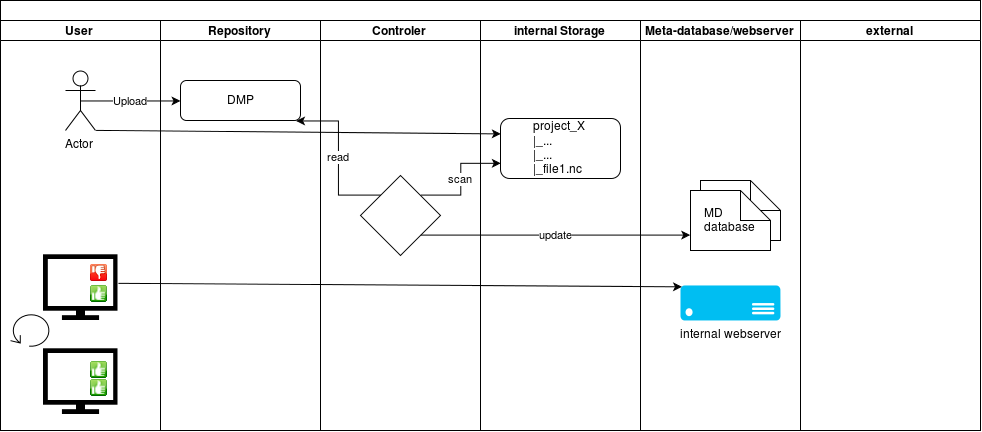 User
Repository
Controler
internal Storage
Meta-database/webserver
external
Upload
DMP
Actor
project_X
|_...
|_...
|_file1.nc
read
scan
MD
database
update
internal webserver